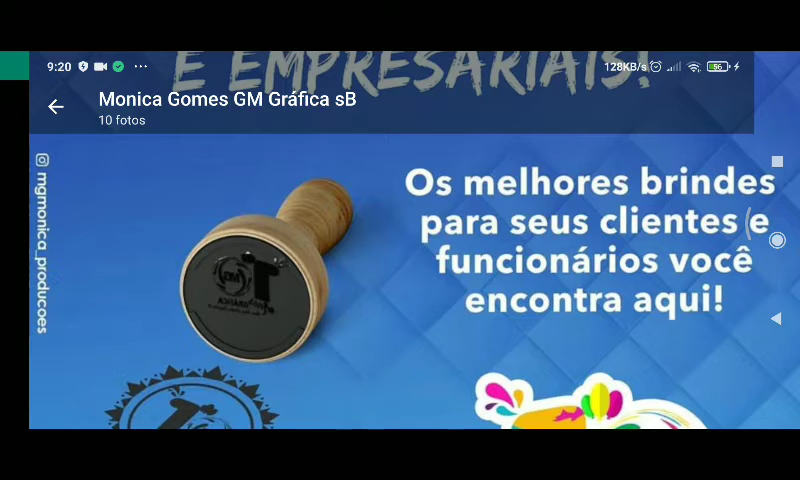 E EMPRESARIAIS!
9:20
128KB/s
56
Monica Gomes GM Gráfica sB
10 fotos
mgmonica_producoes
Os melhores brindes
para seus clientes e
funcionários você
encontra aqui!